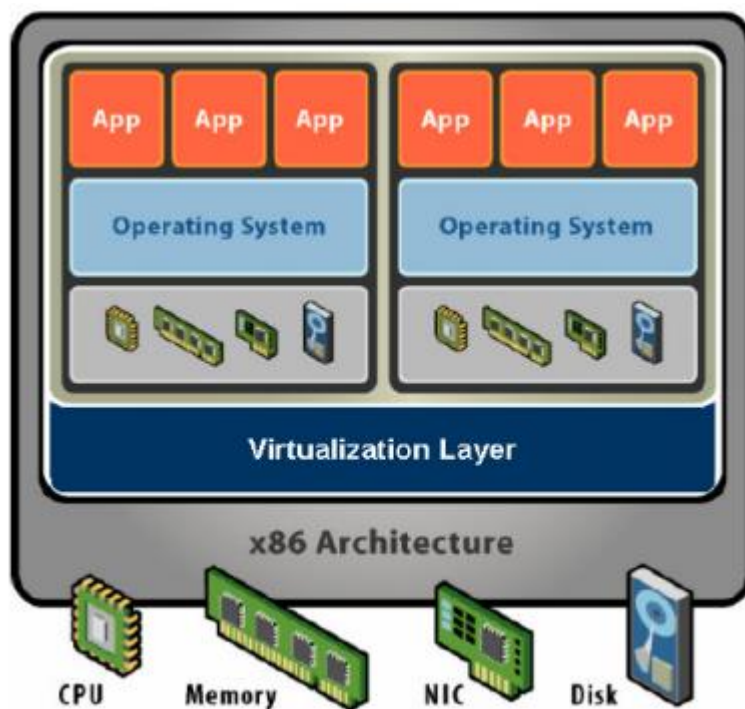 App App App App App App
Operating System Operating System
Virtualization Layer
x86 Architecture
CPU Memory NIC Disk